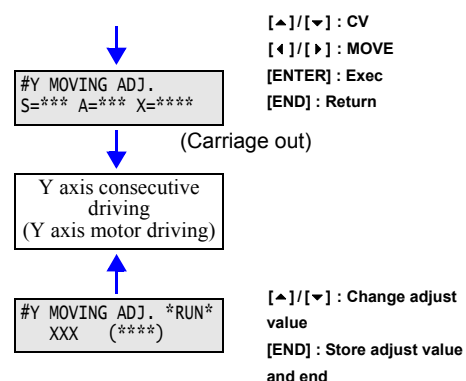 [▲]/[▼] : CV
[◀]/[▶] : MOVE
[ENTER] : Exec
[END] : Return
#Y MOVING ADJ.
S=*** A=*** X=****
(Carriage out)
Y axis consecutive
driving
(Y axis motor driving)
#Y MOVING ADJ. *RUN*
XXX (****)
[▲]/[▼] : Change adjust
value
[END] : Store adjust value
and end